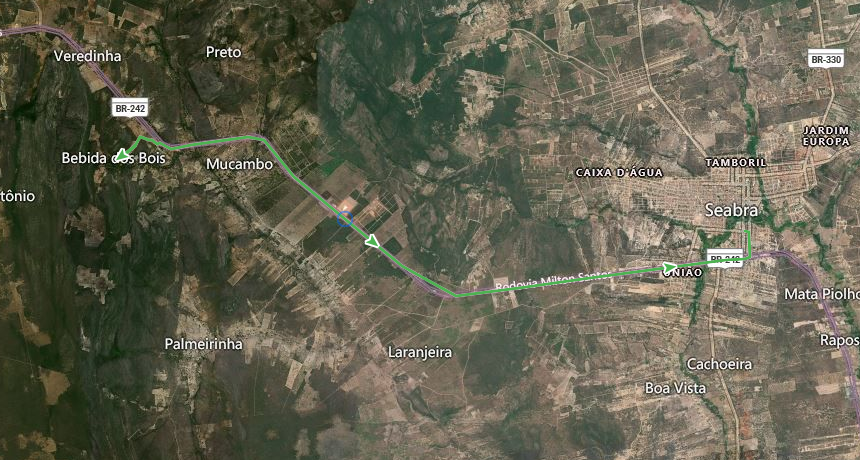 Preto
Veredinha
BR-330
BR-242
JARDIM
EUROPA
Bebida dos Bois
Mucambo
TAMBORIL
CAIXA D'ÁGUA
tônio
Seabra
BR-242
UNIÃO
Rodovia Milton Santos
Mata Piolho
Palmeirinha
Laranjeira
Rapos
Cachoeira
Boa Vista